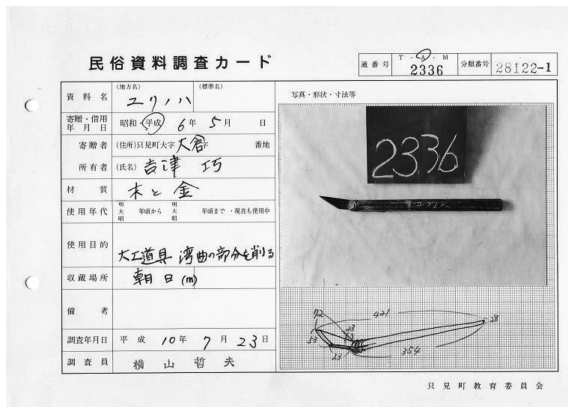 民俗資料調査カード
通番号 T・A・M 2336 分類番号 28122-1
資料名 (地方名) (標準名)
写真・形状・寸法等
寄贈・借用年月日 昭和・平成 6年 5月 日
寄贈者 (住所)只見町大字大倉字 番地
所有者 (氏名)吉津 巧
材質 木と金
使用年代 明大昭 年頃から 明大昭 年頃まで・現在も使用中
使用目的 大工道具 湾曲の部分を削る
収蔵場所 朝日(m)
備考
調査年月日 平成 10年 7月 23日
調査員 横山哲夫
2336
72
421
28
53
23
354
只見町教育委員会